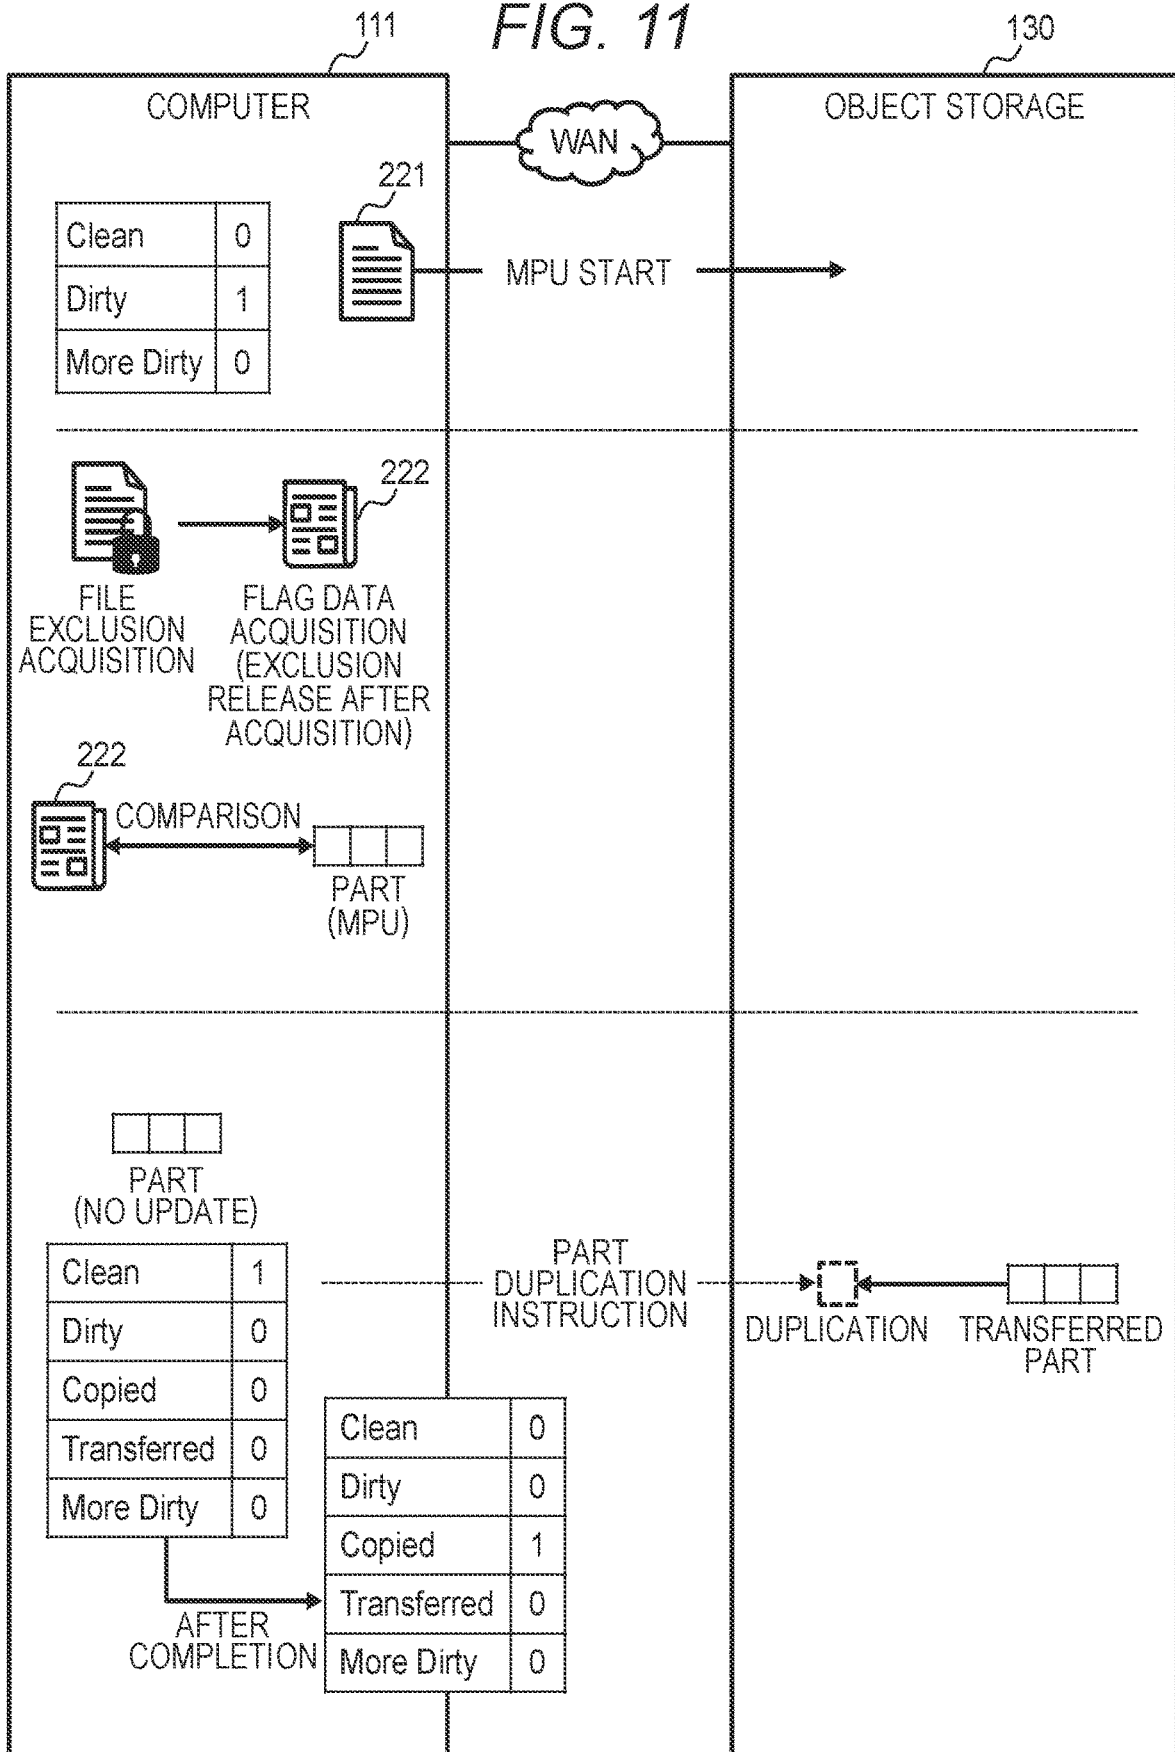 FIG. 11
111
130
COMPUTER
WAN
OBJECT STORAGE
221
Clean 0
Dirty 1
More Dirty 0
MPU START
222
FILE
EXCLUSION
ACQUISITION
FLAG DATA
ACQUISITION
(EXCLUSION
RELEASE AFTER
ACQUISITION)
222
COMPARISON
PART
(MPU)
PART
(NO UPDATE)
Clean 1
Dirty 0
Copied 0
Transferred 0
More Dirty 0
PART
DUPLICATION
INSTRUCTION
DUPLICATION
TRANSFERRED
PART
AFTER
COMPLETION
Clean 0
Dirty 0
Copied 1
Transferred 0
More Dirty 0